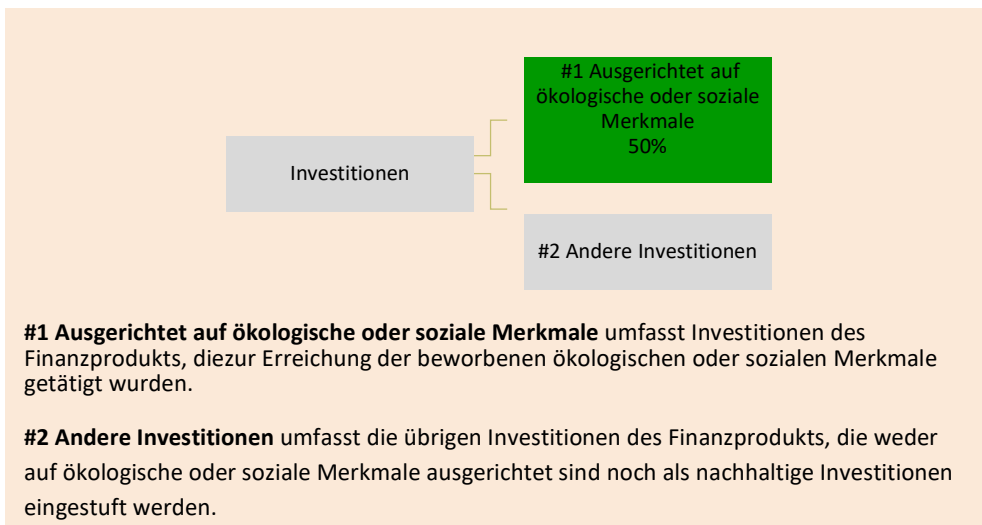 #1 Ausgerichtet auf
ökologische oder soziale
Merkmale
50%
Investitionen
#2 Andere Investitionen
#1 Ausgerichtet auf ökologische oder soziale Merkmale umfasst Investitionen des
Finanzprodukts, diezur Erreichung der beworbenen ökologischen oder sozialen Merkmale
getätigt wurden.
#2 Andere Investitionen umfasst die übrigen Investitionen des Finanzprodukts, die weder
auf ökologische oder soziale Merkmale ausgerichtet sind noch als nachhaltige Investitionen
eingestuft werden.